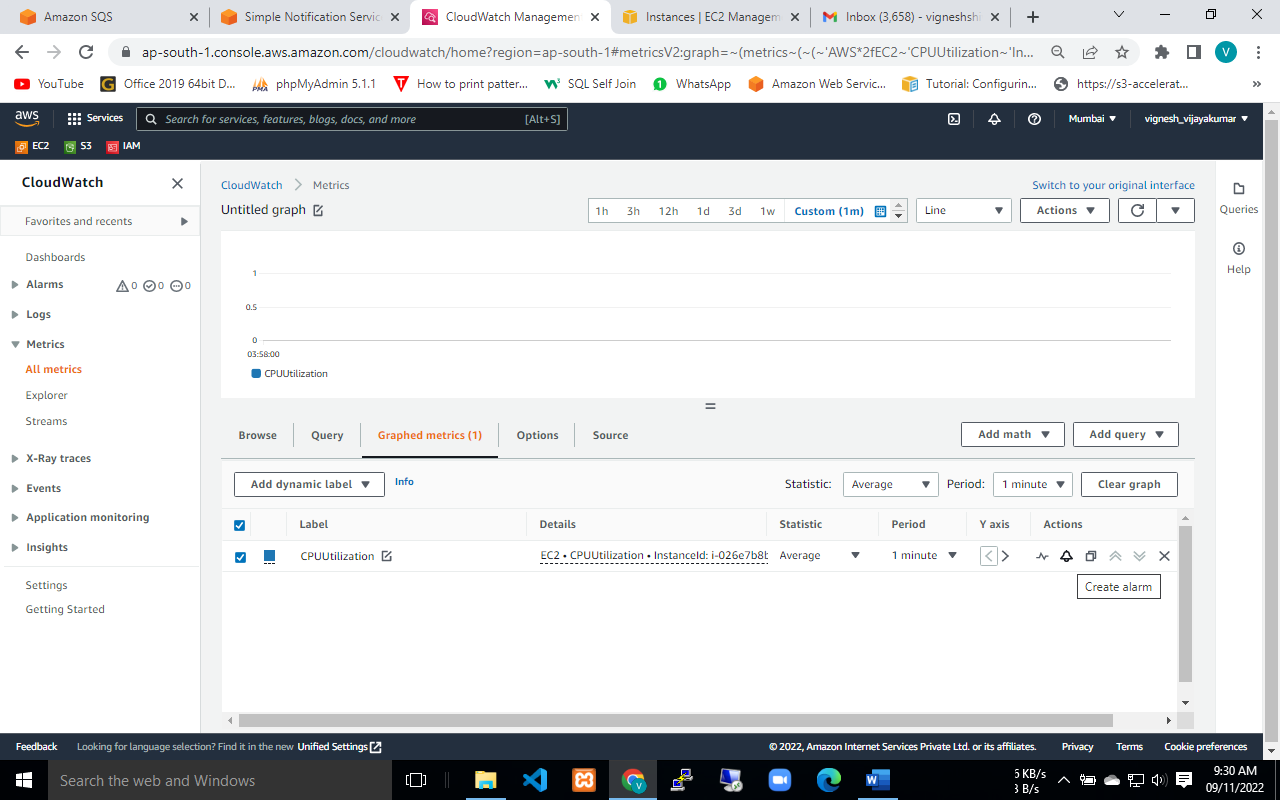 Amazon SQS
Simple Notification Servic
CloudWatch Management
Instances | EC2 Managem
Inbox (3,658) - vigneshshi
ap-south-1.console.aws.amazon.com/cloudwatch/home?region=ap-south-1#metricsV2:graph=~(metrics~(~(~'AWS*2fEC2~'CPUUtilization~'In...
V
YouTube
Office 2019 64bit D...
phpMyAdmin 5.1.1
How to print patter...
SQL Self Join
WhatsApp
Amazon Web Servic...
Tutorial: Configurin...
https://s3-accelerat...
»
aws
Services
Search for services, features, blogs, docs, and more
[Alt+S]
Mumbai
vignesh_vijayakumar
EC2
S3
IAM
CloudWatch
Favorites and recents
Dashboards
Alarms
0
0
0
Logs
Metrics
All metrics
Explorer
Streams
X-Ray traces
Events
Application monitoring
Insights
Settings
Getting Started
CloudWatch
Metrics
Switch to your original interface
Untitled graph
1h
3h
12h
1d
3d
1w
Custom (1m)
Line
Actions
Queries
Help
1
0.5
0
03:58:00
CPUUtilization
Browse
Query
Graphed metrics (1)
Options
Source
Add math
Add query
Add dynamic label
Info
Statistic:
Average
Period:
1 minute
Clear graph
Label
Details
Statistic
Period
Y axis
Actions
CPUUtilization
EC2 • CPUUtilization • InstanceId: i-026e7b8b
Average
1 minute
Create alarm
Feedback
Looking for language selection? Find it in the new Unified Settings
© 2022, Amazon Internet Services Private Ltd. or its affiliates.
Privacy
Terms
Cookie preferences
Search the web and Windows
KB/s
B/s
9:30 AM
09/11/2022